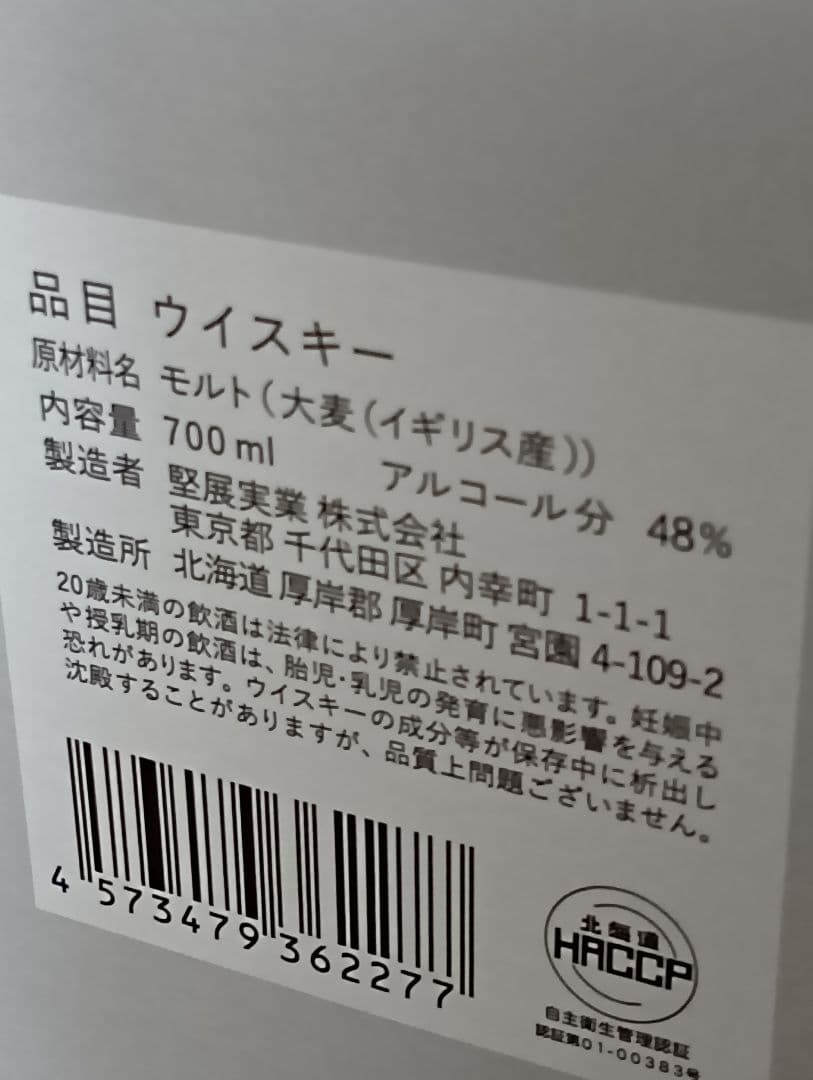 品目 ウイスキー
原材料名 モルト(大麦(イギリス産))
内容量 700ml アルコール分 48%
製造者 堅展実業 株式会社
東京都 千代田区 内幸町 1-1-1
製造所 北海道 厚岸郡 厚岸町 宮園 4-109-2
20歳未満の飲酒は法律により禁止されています。妊娠中
や授乳期の飲酒は、胎児・乳児の発育に悪影響を与える
恐れがあります。ウイスキーの成分等が保存中に析出し
沈殿することがありますが、品質上問題ございません。
4 573479 362277
北海道
HACCP
自主衛生管理認証
認証第01-00383号